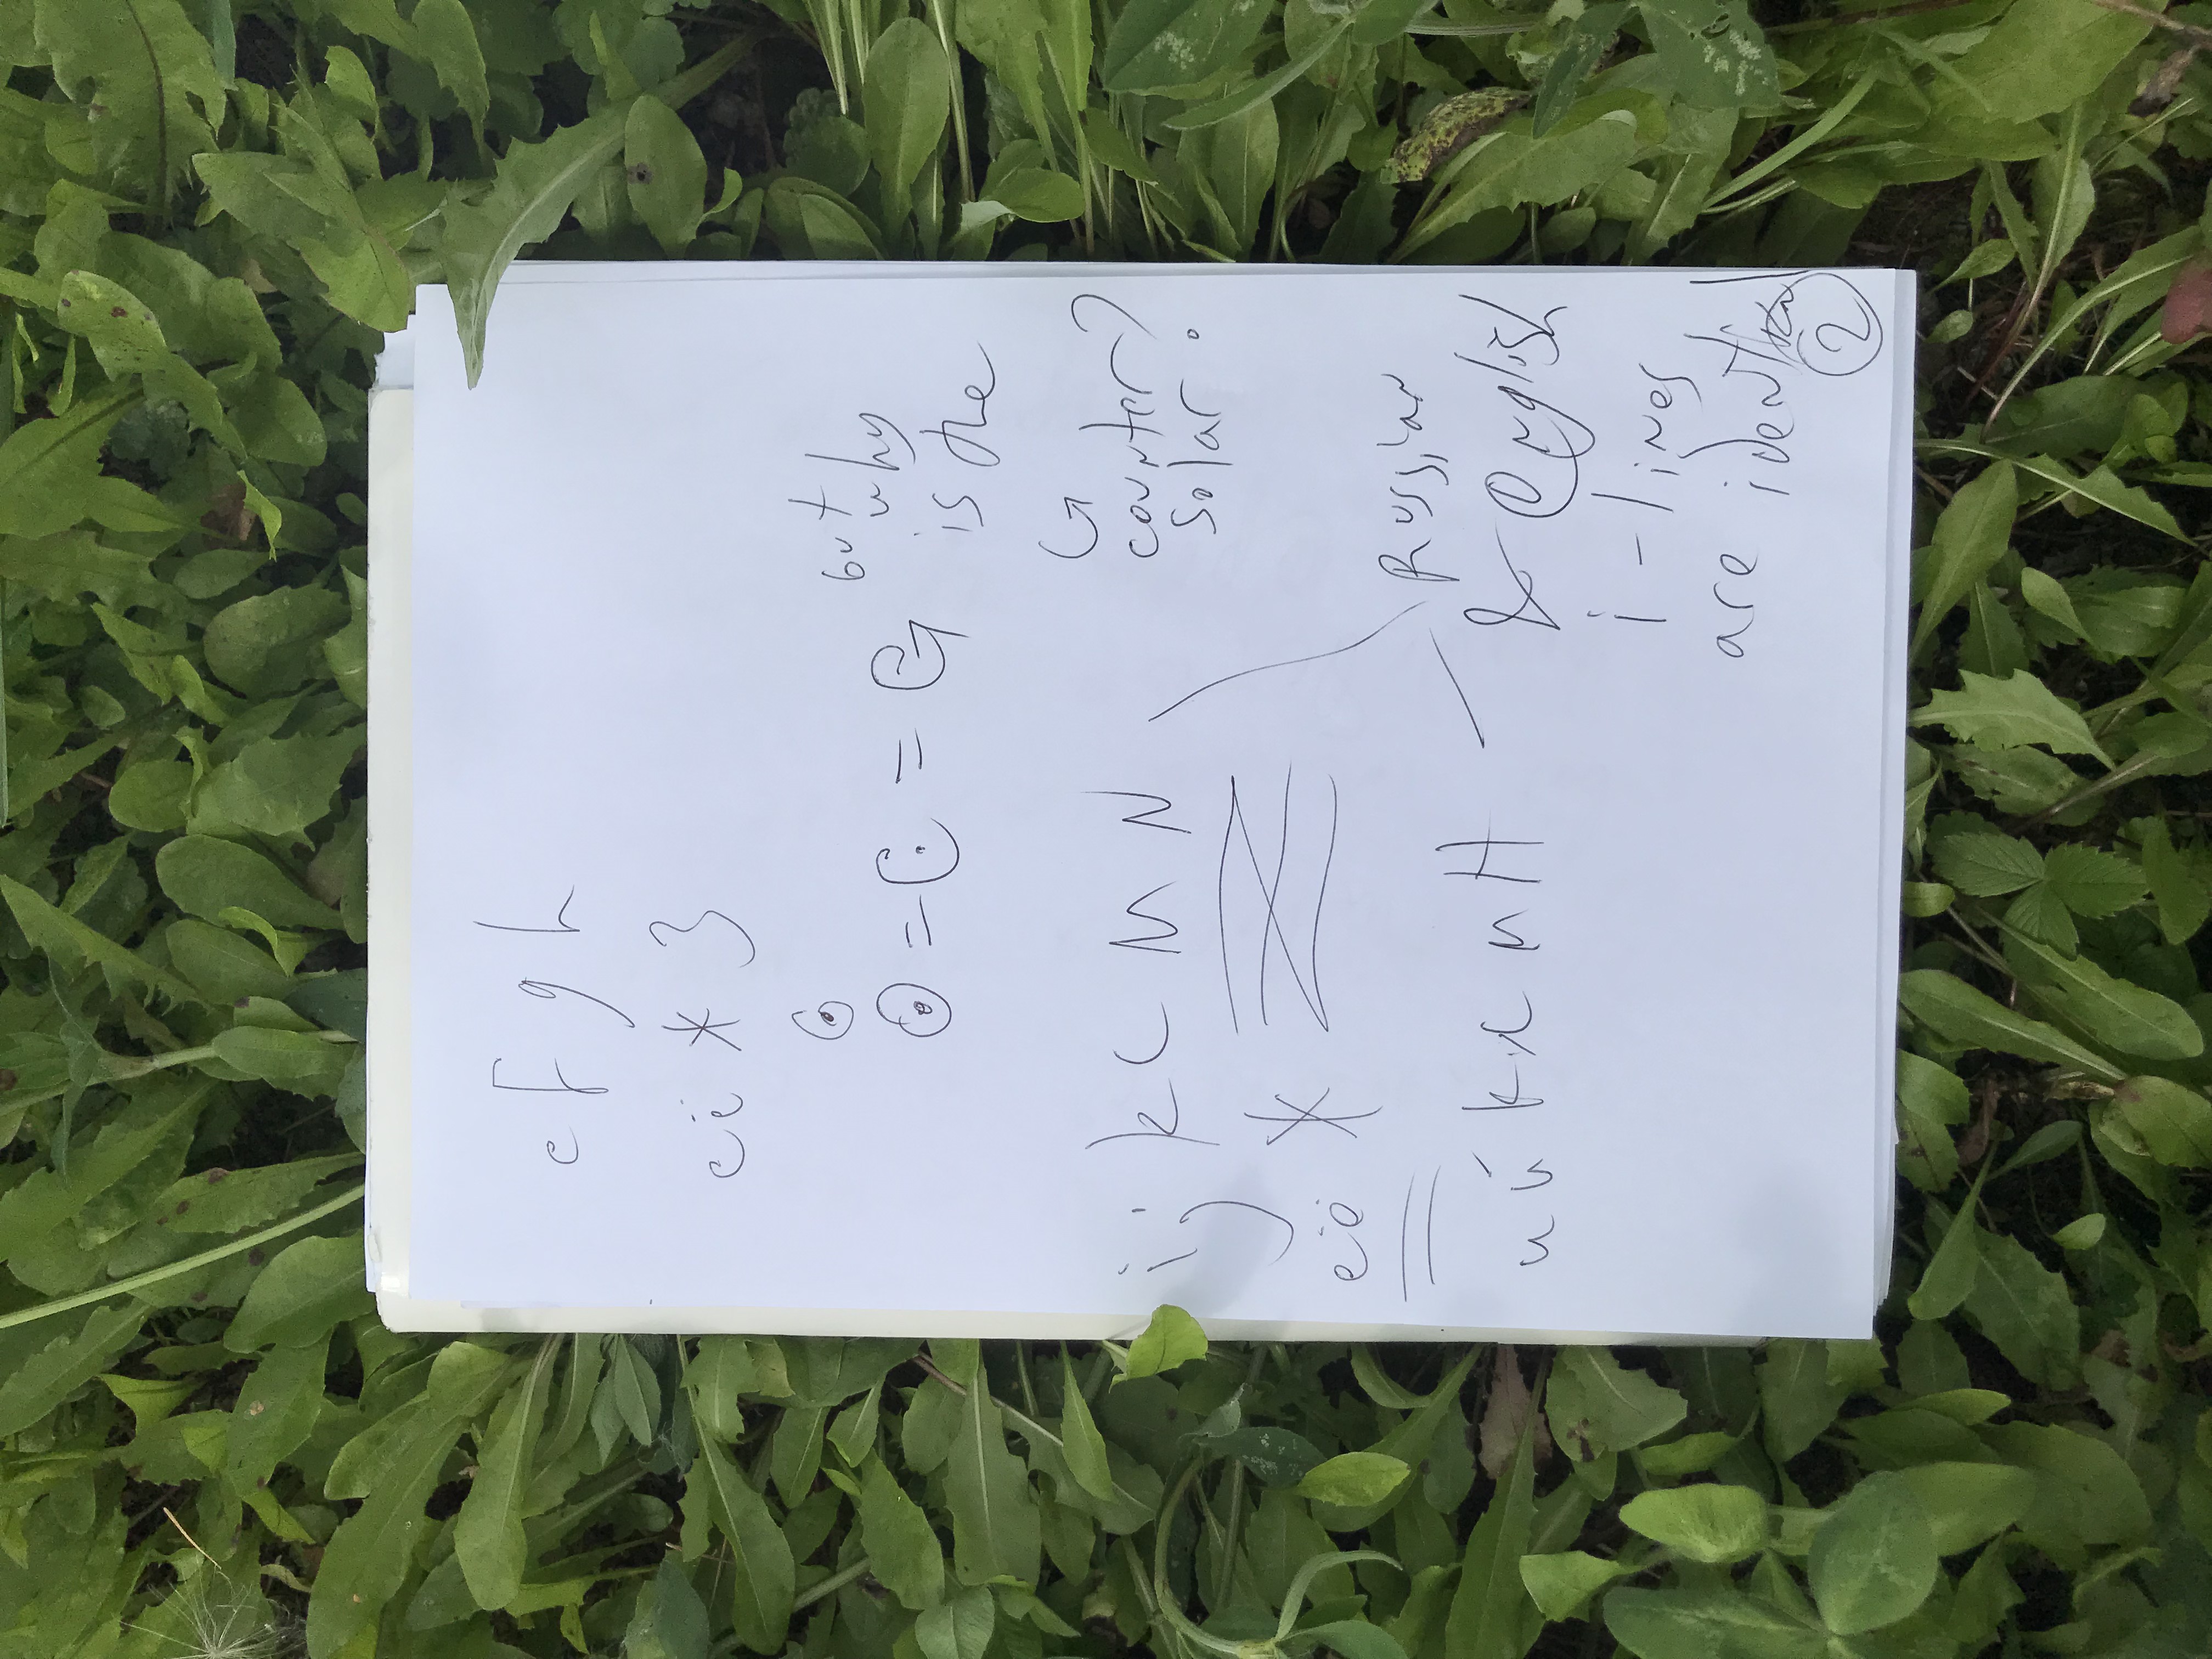 e F g h
e ё ж з
G
⊙ = C = G
but why
is the
G
counter
solar?
i j k L M N
e ё ж
и й к л м Н
Russian
& English
i-lines
are identical
2